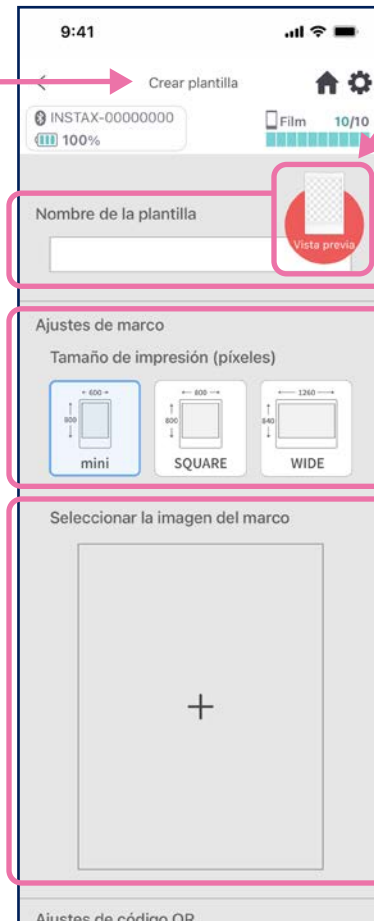 9:41
Crear plantilla
INSTAX-00000000
100%
Film 10/10
Nombre de la plantilla
Vista previa
Ajustes de marco
Tamaño de impresión (píxeles)
600 800 1260
800 800 840
mini SQUARE WIDE
Seleccionar la imagen del marco
+
Ajustes de código QR